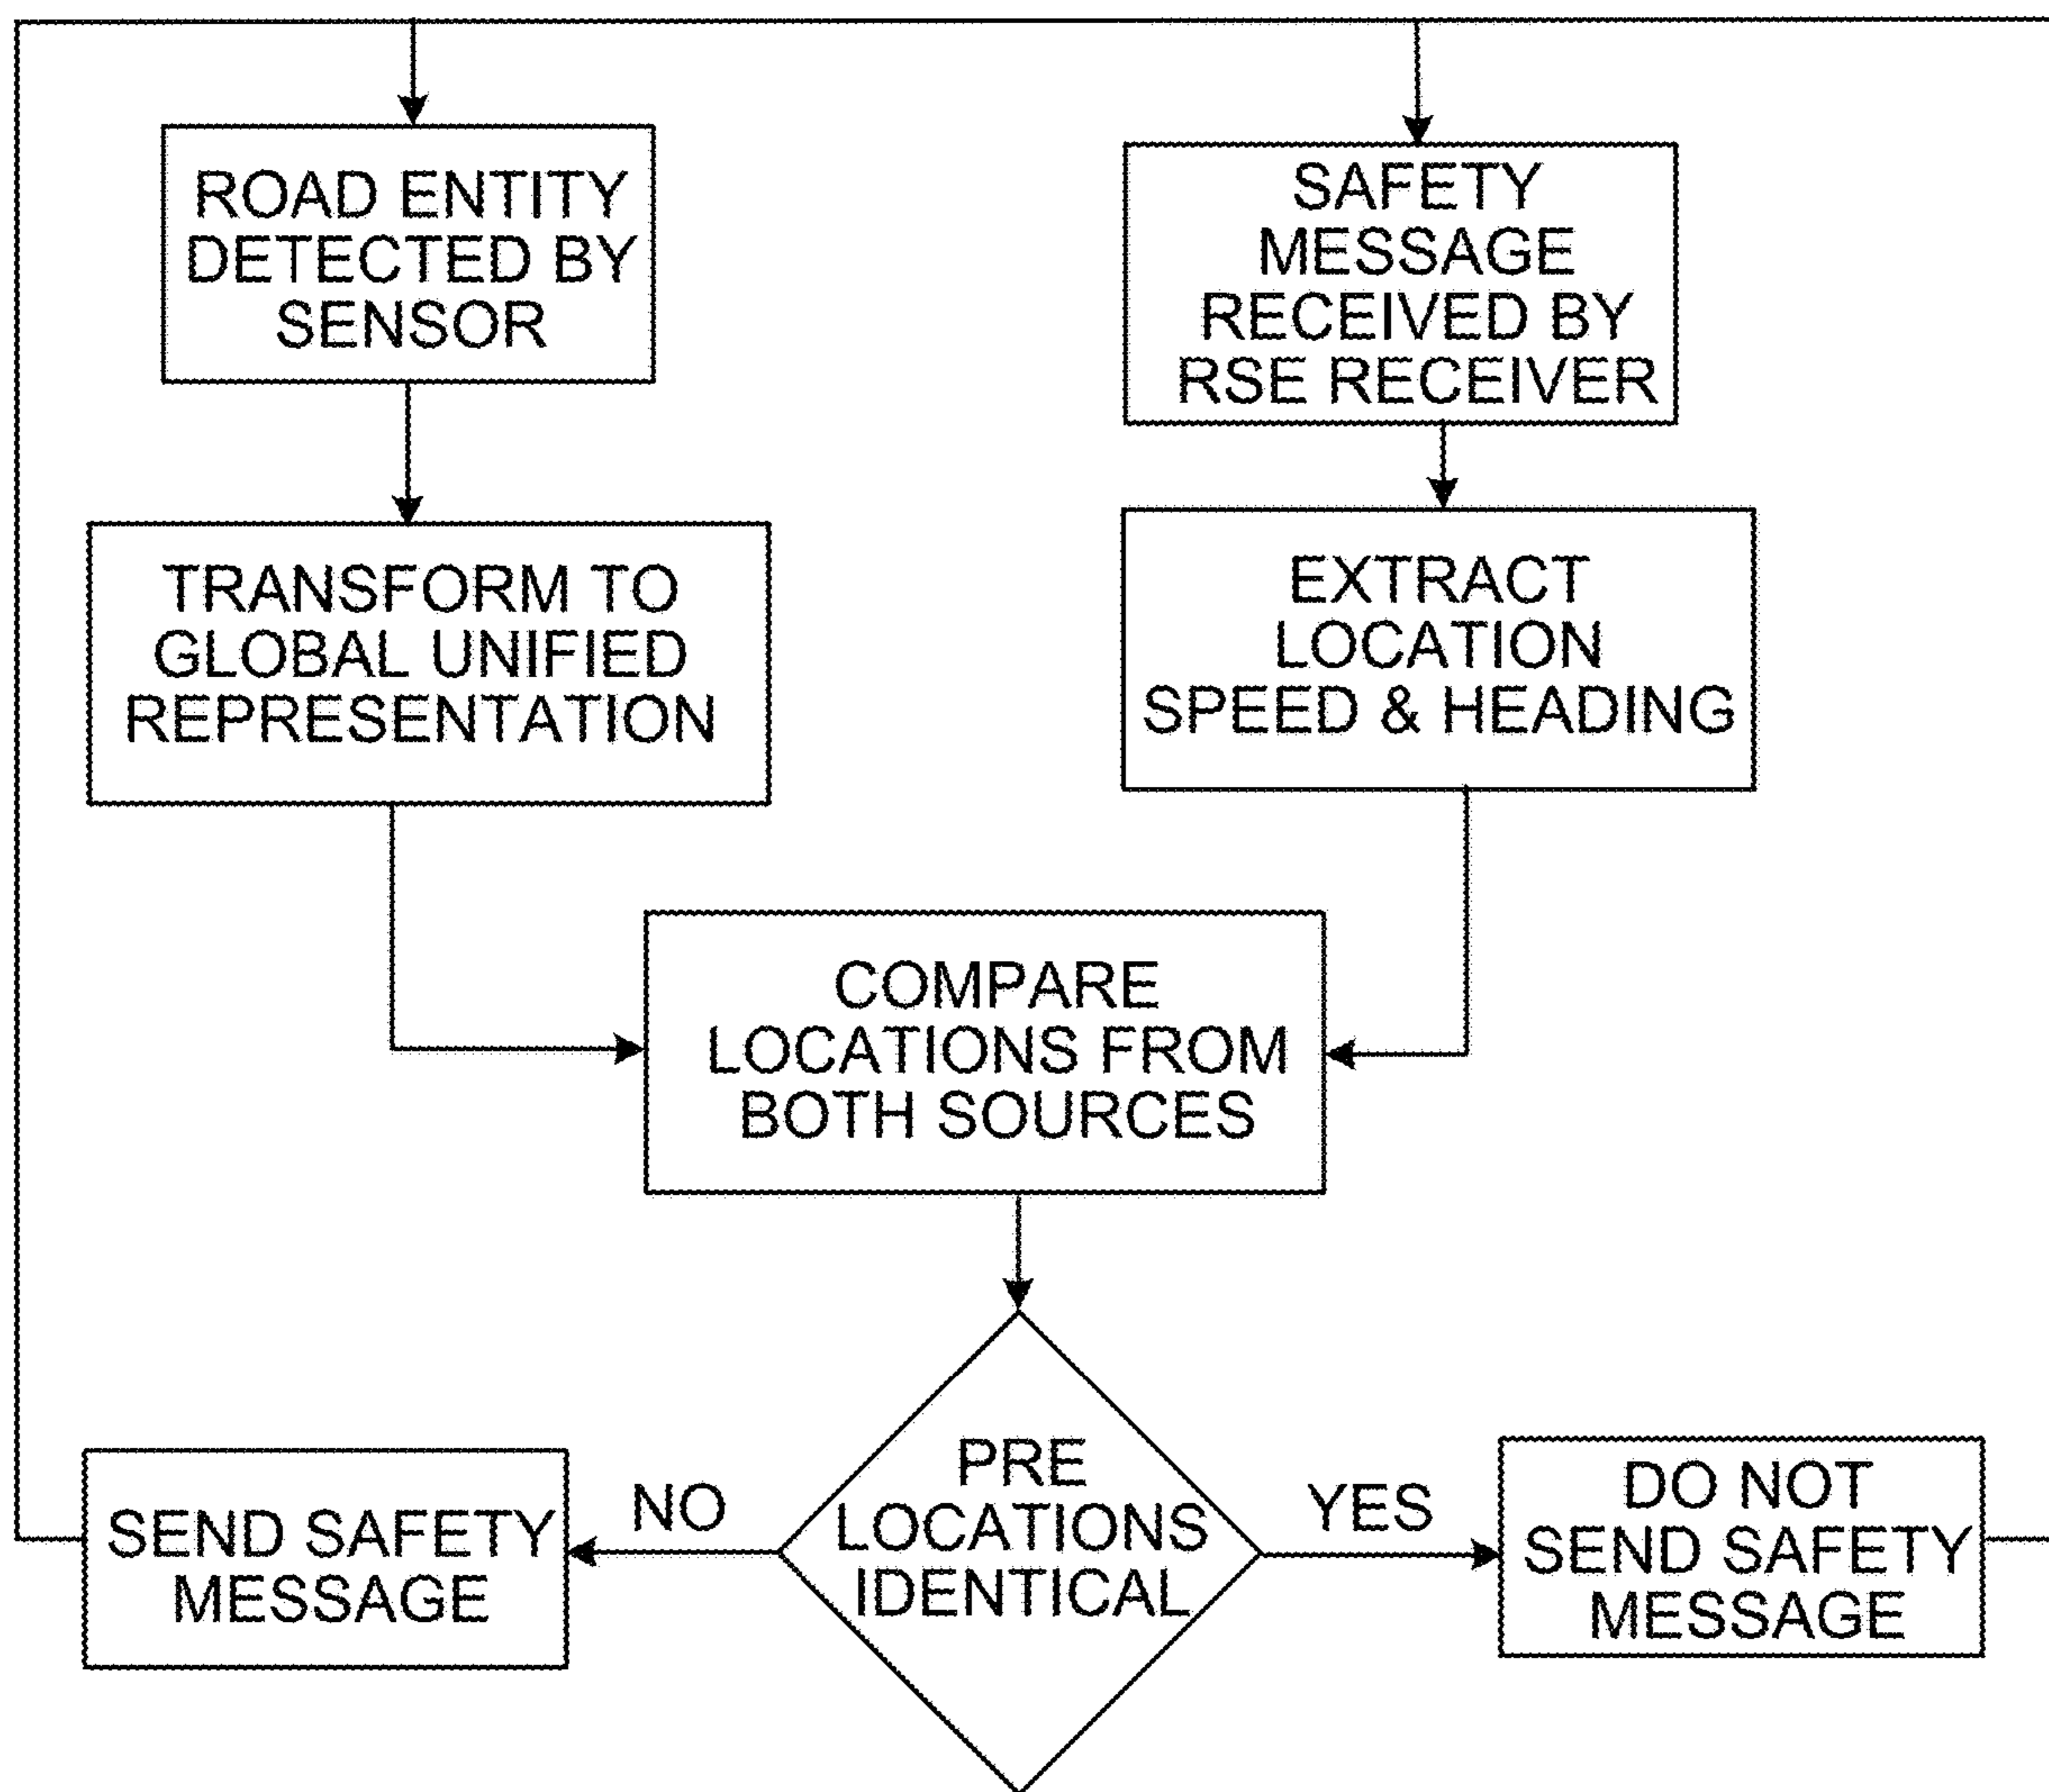 ROAD ENTITY
DETECTED BY
SENSOR
SAFETY
MESSAGE
RECEIVED BY
RSE RECEIVER
TRANSFORM TO
GLOBAL UNIFIED
REPRESENTATION
EXTRACT
LOCATION
SPEED & HEADING
COMPARE
LOCATIONS FROM
BOTH SOURCES
PRE
LOCATIONS
IDENTICAL
NO
YES
SEND SAFETY
MESSAGE
DO NOT
SEND SAFETY
MESSAGE